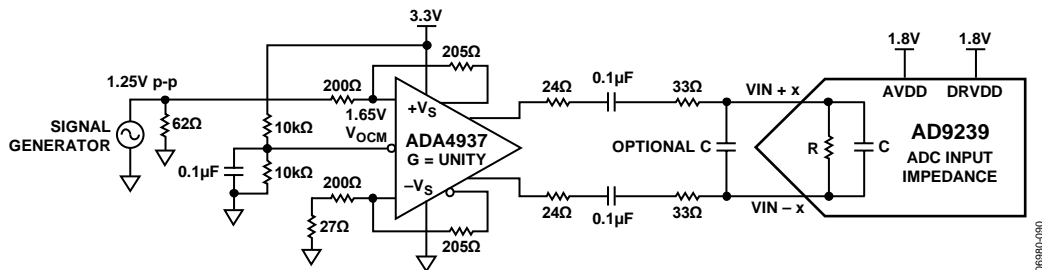 3.3V
205Ω
1.25V p-p
200Ω
1.65V
+VS
VOCM
SIGNAL
GENERATOR
62Ω
10kΩ
ADA4937
G = UNITY
0.1µF
10kΩ
200Ω
–VS
27Ω
205Ω
24Ω
0.1µF
33Ω
OPTIONAL C
24Ω
0.1µF
33Ω
VIN + x
VIN – x
1.8V
1.8V
AVDD
DRVDD
R
C
AD9239
ADC INPUT
IMPEDANCE
06980-090